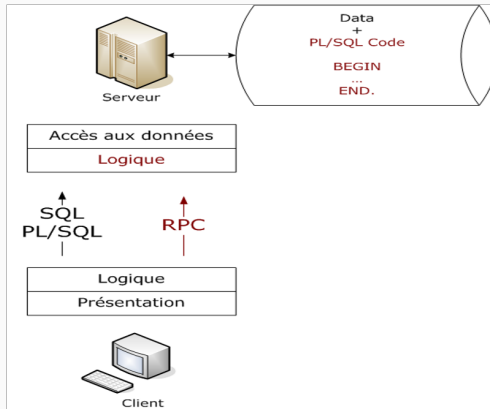 Data
+
PL/SQL Code
BEGIN
...
END.
Serveur
Accès aux données
Logique
SQL
PL/SQL
RPC
Logique
Présentation
Client